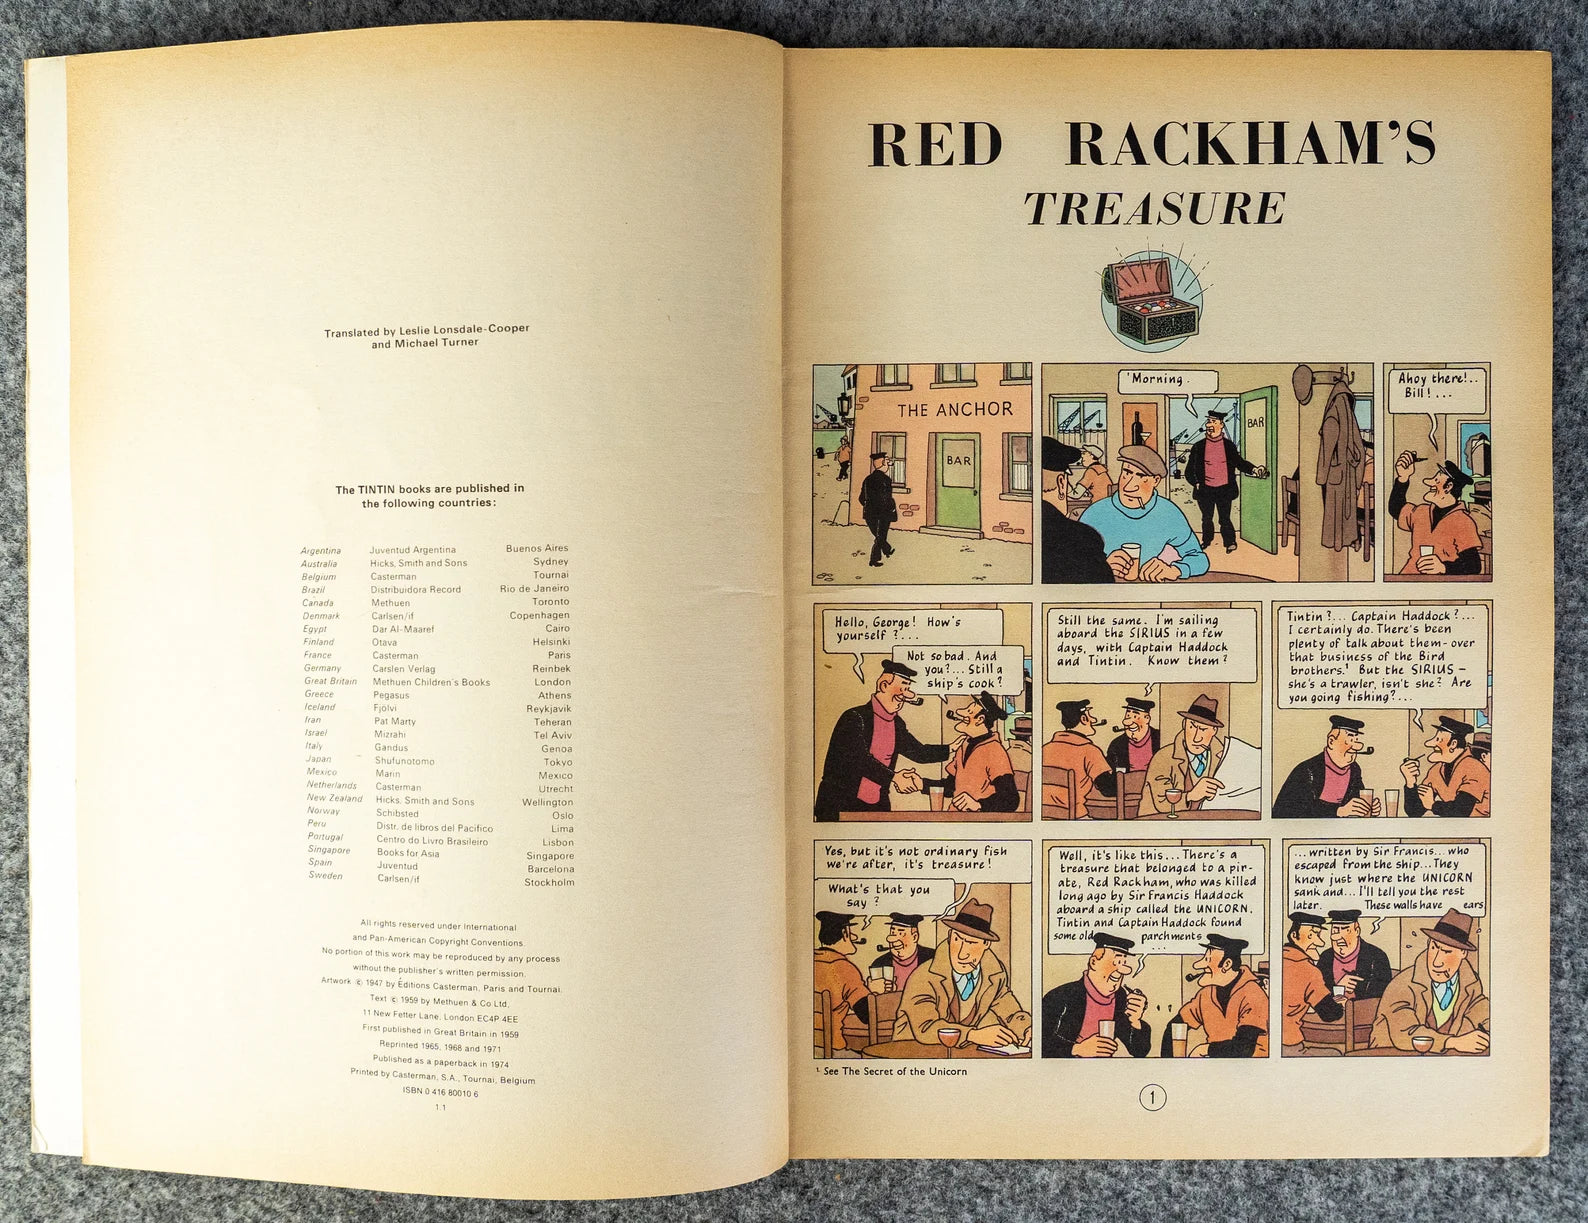 Translated by Leslie Lonsdale-Cooper
and Michael Turner
The TINTIN books are published in
the following countries:
Argentina Juventud Argentina Buenos Aires
Australia Hicks, Smith and Sons Sydney
Belgium Casterman Tournai
Brazil Distribuidora Record Rio de Janeiro
Canada Methuen Toronto
Denmark Carlsen/if Copenhagen
Egypt Dar Al-Maaref Cairo
Finland Otava Helsinki
France Casterman Paris
Germany Carslen Verlag Reinbek
Great Britain Methuen Children's Books London
Greece Pegasus Athens
Iceland Fjölvi Reykjavik
Iran Pat Marty Teheran
Israel Mizrahi Tel Aviv
Italy Gandus Genoa
Japan Shufunotomo Tokyo
Mexico Marin Mexico
Netherlands Casterman Utrecht
New Zealand Hicks, Smith and Sons Wellington
Norway Schibsted Oslo
Peru Distr. de libros del Pacifico Lima
Portugal Centro do Livro Brasileiro Lisbon
Singapore Books for Asia Singapore
Spain Juventud Barcelona
Sweden Carlsen/if Stockholm
All rights reserved under International
and Pan-American Copyright Conventions.
No portion of this work may be reproduced by any process
without the publisher's written permission.
Artwork © 1947 by Editions Casterman, Paris and Tournai.
Text © 1959 by Methuen & Co Ltd.
11 New Fetter Lane, London EC4P 4EE
First published in Great Britain in 1959
Reprinted 1965, 1968 and 1971
Published as a paperback in 1974
Printed by Casterman, S.A., Tournai, Belgium
ISBN 0 416 80010 6
1.1
RED RACKHAM'S
TREASURE
THE ANCHOR
BAR
'Morning.
BAR
Ahoy there!..
Bill!...
Hello, George! How's
yourself?...
Not so bad. And
you?... Still a
ship's cook?
Still the same. I'm sailing
aboard the SIRIUS in a few
days, with Captain Haddock
and Tintin. Know them?
Tintin?... Captain Haddock?...
I certainly do. There's been
plenty of talk about them - over
that business of the Bird
brothers.¹ But the SIRIUS -
she's a trawler, isn't she? Are
you going fishing?...
Yes, but it's not ordinary fish
we're after, it's treasure!
What's that you
say?
Well, it's like this... There's a
treasure that belonged to a pir-
ate, Red Rackham, who was killed
long ago by Sir Francis Haddock
aboard a ship called the UNICORN.
Tintin and Captain Haddock found
some old parchments
...
...written by Sir Francis... who
escaped from the ship... They
know just where the UNICORN
sank and... I'll tell you the rest
later. These walls have ears.
¹ See The Secret of the Unicorn
1